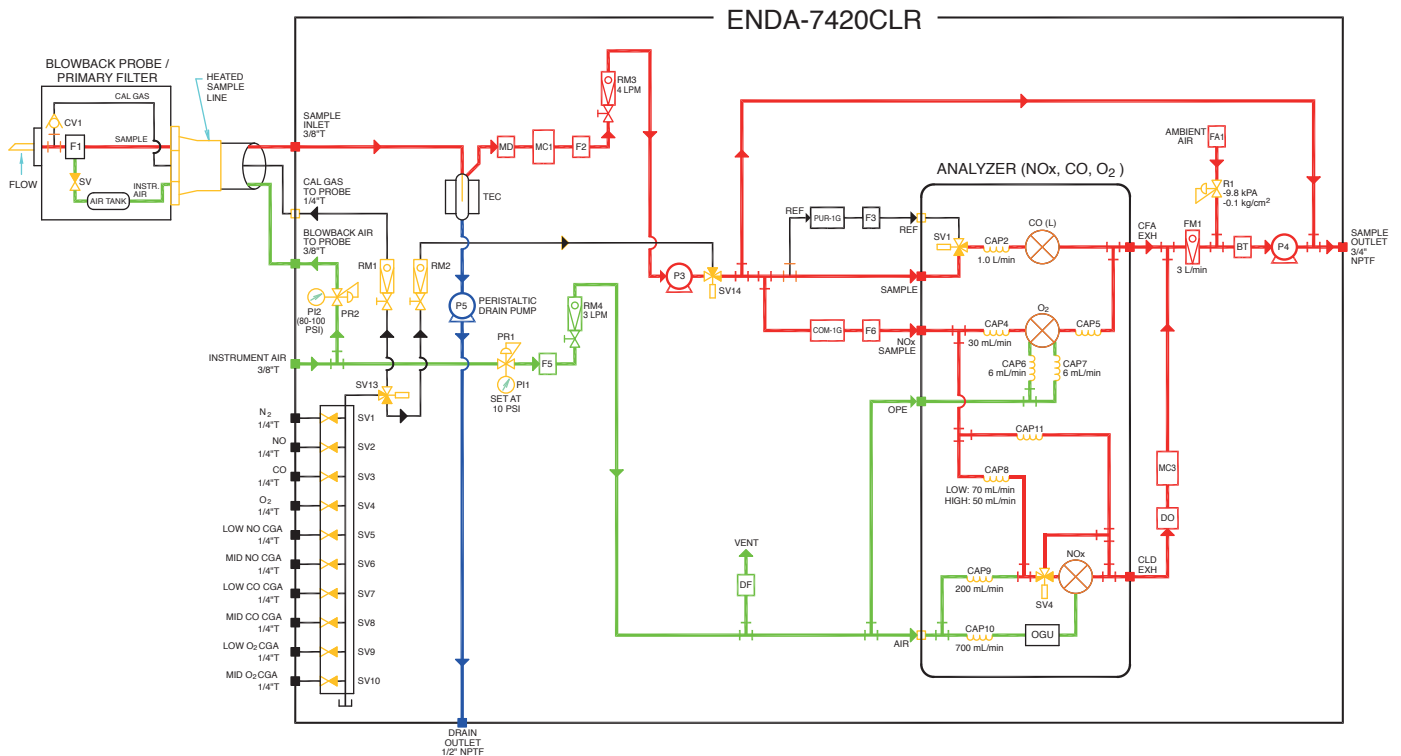 ENDA-7420CLR
BLOWBACK PROBE /
PRIMARY FILTER
CAL GAS
CV1
F1
SAMPLE
SV
INSTR.
AIR
AIR TANK
FLOW
HEATED
SAMPLE
LINE
SAMPLE
INLET
3/8"T
CAL GAS
TO PROBE
1/4"T
BLOWBACK AIR
TO PROBE
3/8"T
PI2
(80-100
PSI)
PR2
INSTRUMENT AIR
3/8"T
RM1
RM2
SV13
TEC
MD
MC1
F2
RM3
4 LPM
P5
PERISTALTIC
DRAIN PUMP
PR1
PI1
SET AT
10 PSI
F5
RM4
3 LPM
P3
SV14
REF
PUR-1G
F3
REF
SAMPLE
COM-1G
F6
NOx
SAMPLE
OPE
VENT
DF
AIR
ANALYZER (NOx, CO, O2 )
SV1
CAP2
1.0 L/min
CO (L)
CAP4
30 mL/min
O2
CAP5
CAP6
6 mL/min
CAP7
6 mL/min
CAP11
CAP8
LOW: 70 mL/min
HIGH: 50 mL/min
CAP9
200 mL/min
SV4
NOx
CAP10
700 mL/min
OGU
CFA
EXH
CLD
EXH
MC3
DO
AMBIENT
AIR
FA1
R1
-9.8 kPA
-0.1 kg/cm2
FM1
3 L/min
BT
P4
SAMPLE
OUTLET
3/4"
NPTF
N2
1/4"T
SV1
NO
1/4"T
SV2
CO
1/4"T
SV3
O2
1/4"T
SV4
LOW NO CGA
1/4"T
SV5
MID NO CGA
1/4"T
SV6
LOW CO CGA
1/4"T
SV7
MID CO CGA
1/4"T
SV8
LOW O2 CGA
1/4"T
SV9
MID O2 CGA
1/4"T
SV10
DRAIN
OUTLET
1/2" NPTF